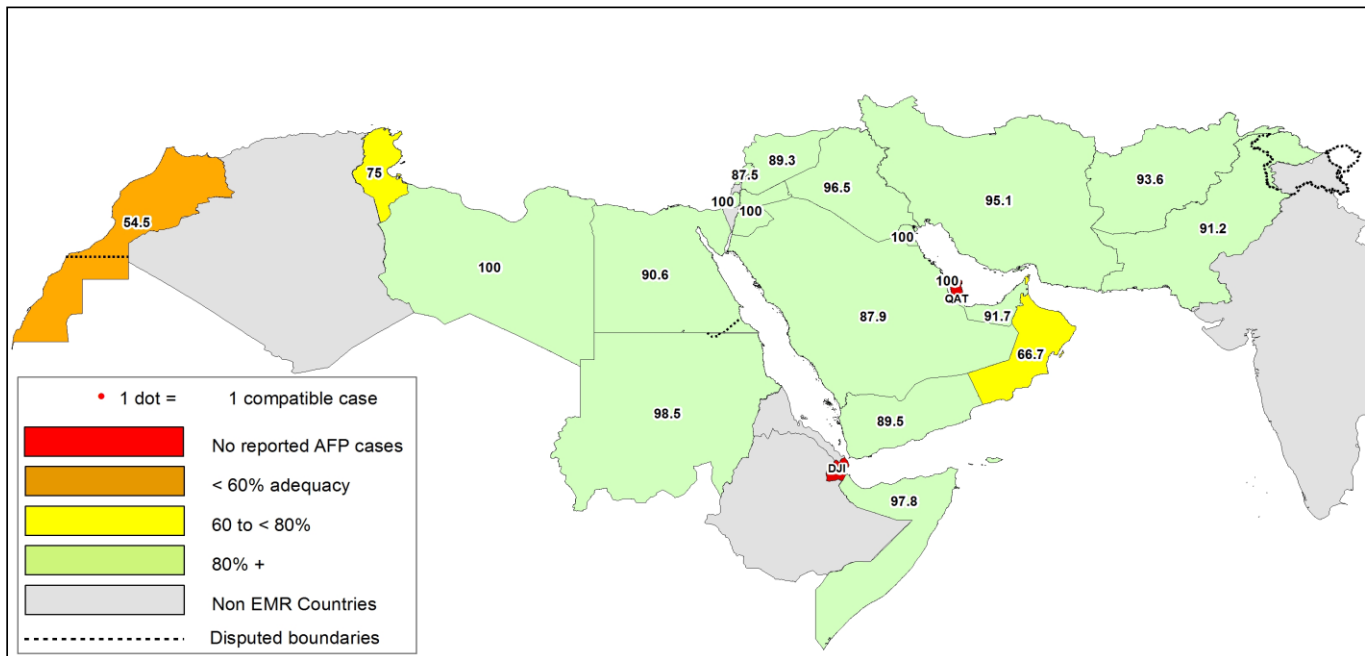 75
89.3
87.5
96.5
93.6
95.1
100
100
54.5
91.2
100
100
90.6
100
QAT
91.7
87.9
66.7
98.5
89.5
DJI
97.8
1 dot = 1 compatible case
No reported AFP cases
< 60% adequacy
60 to < 80%
80% +
Non EMR Countries
Disputed boundaries